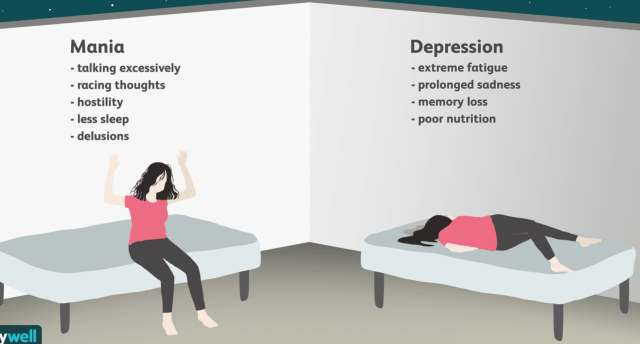 Mania
- talking excessively
- racing thoughts
- hostility
- less sleep
- delusions
Depression
- extreme fatigue
- prolonged sadness
- memory loss
- poor nutrition
ywell